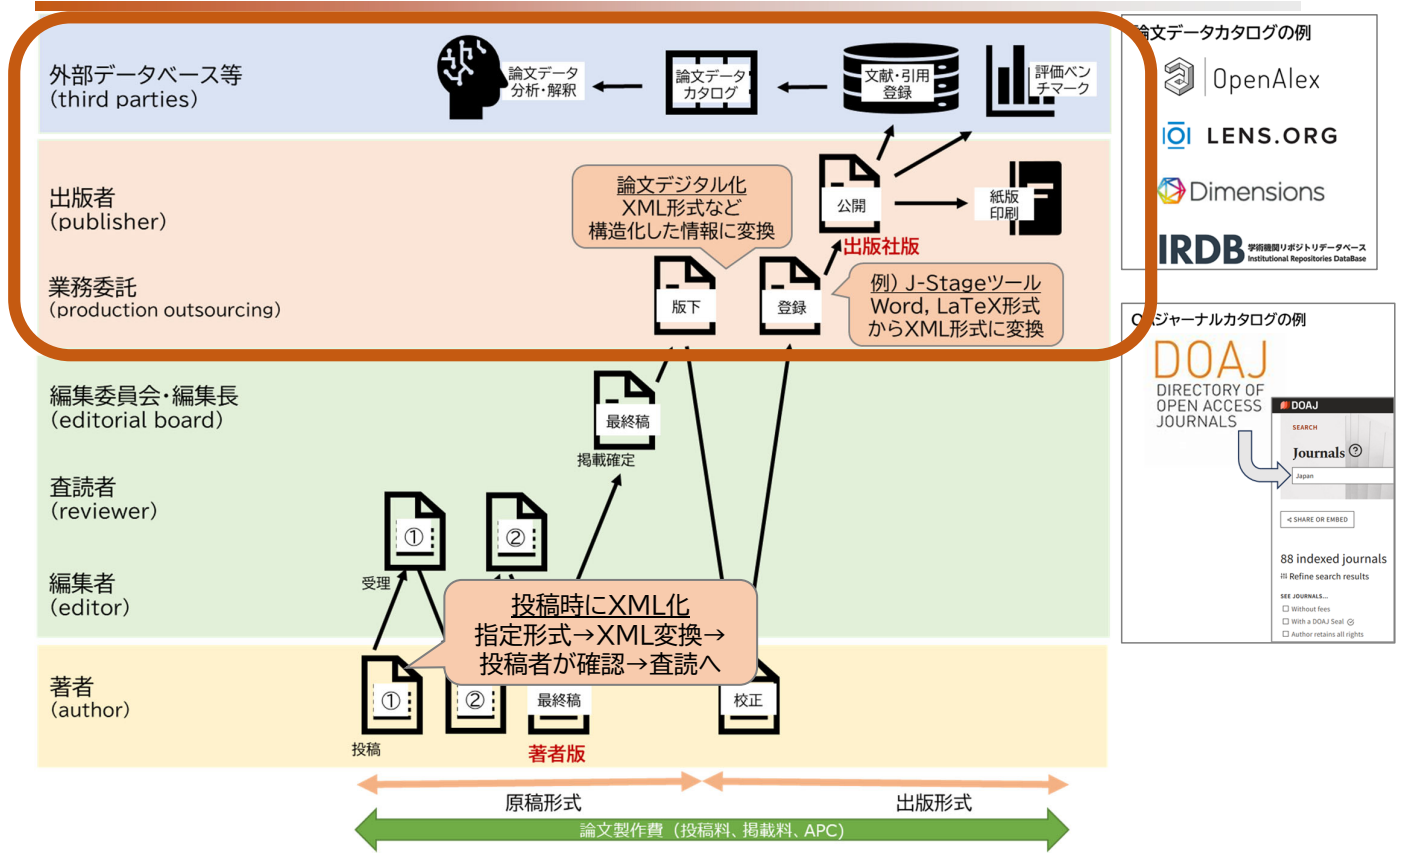 外部データベース等
(third parties)
論文データ
分析・解釈
論文データ
カタログ
文献・引用
登録
評価ベン
チマーク
出版者
(publisher)
論文デジタル化
XML形式など
構造化した情報に変換
公開
紙版
印刷
出版社版
業務委託
(production outsourcing)
版下
登録
例) J-Stageツール
Word, LaTeX形式
からXML形式に変換
編集委員会・編集長
(editorial board)
最終稿
掲載確定
査読者
(reviewer)
①
②
受理
編集者
(editor)
投稿時にXML化
指定形式→XML変換→
投稿者が確認→査読へ
著者
(author)
①
②
最終稿
校正
投稿
著者版
原稿形式
出版形式
論文製作費（投稿料、掲載料、APC)
論文データカタログの例
OpenAlex
LENS.ORG
Dimensions
IRDB 学術機関リポジトリデータベース
Institutional Repositories DataBase
ジャーナルカタログの例
DOAJ
DIRECTORY OF
OPEN ACCESS
JOURNALS
DOAJ
SEARCH
Journals ?
Japan
SHARE OR EMBED
88 indexed journals
Refine search results
SEE JOURNALS...
Without fees
With a DOAJ Seal
Author retains all rights